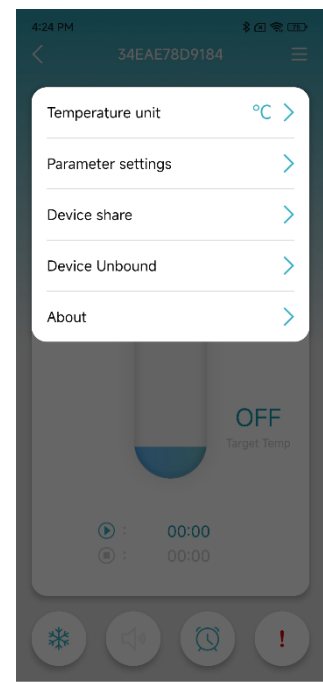 4:24 PM
34EAE78D9184
Temperature unit °C
Parameter settings
Device share
Device Unbound
About
OFF
Target Temp
: 00:00
: 00:00